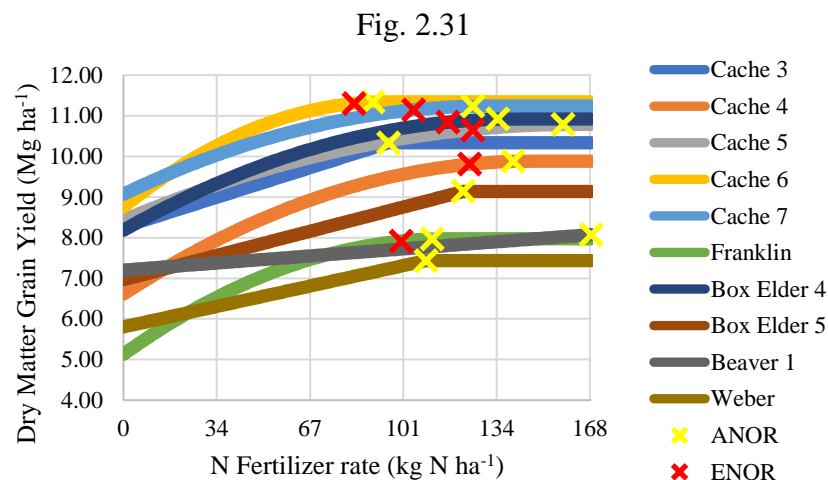 Fig. 2.31
Dry Matter Grain Yield (Mg ha-1)
12.00
11.00
10.00
9.00
8.00
7.00
6.00
5.00
4.00
0 34 67 101 134 168
N Fertilizer rate (kg N ha-1)
Cache 3
Cache 4
Cache 5
Cache 6
Cache 7
Franklin
Box Elder 4
Box Elder 5
Beaver 1
Weber
ANOR
ENOR